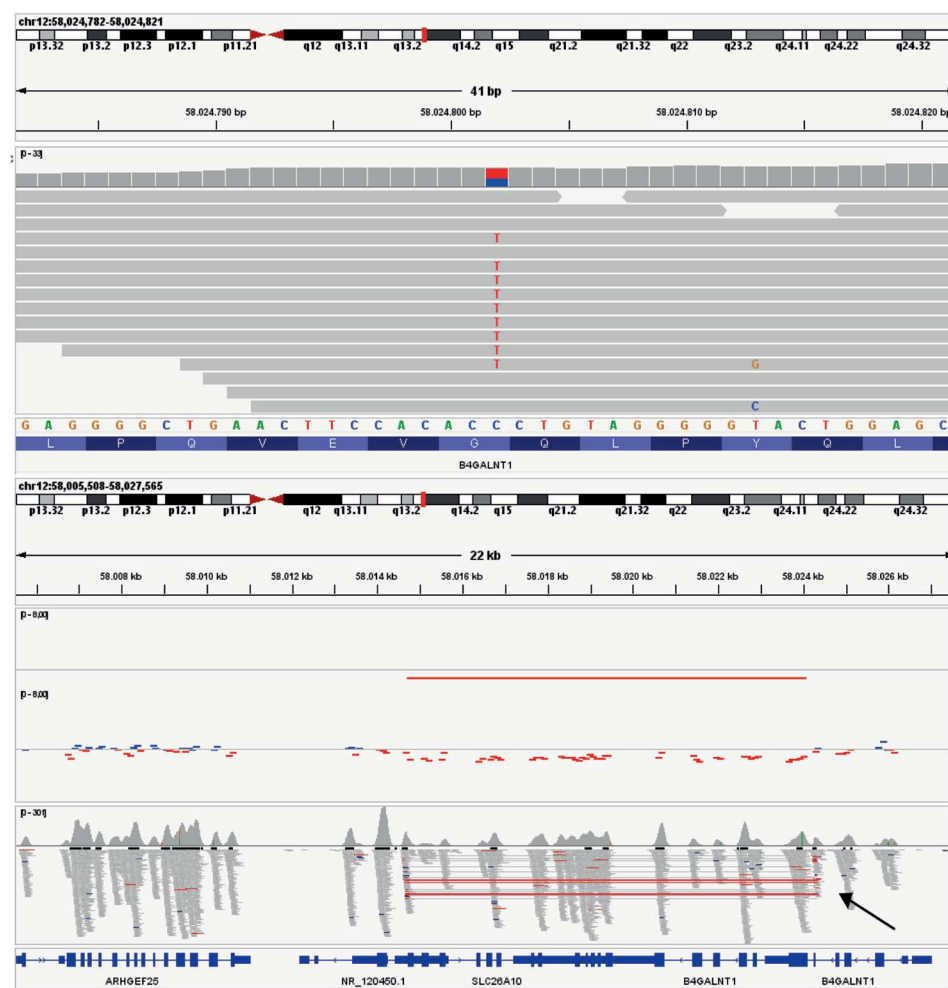 chr12:58,024,782-58,024,821
p13.32 p13.2 p12.3 p12.1 p11.21 q12 q13.11 q13.2 q14.2 q15 q21.2 q21.32 q22 q23.2 q24.11 q24.22 q24.32
41 bp
58.024.790 bp 58.024.800 bp 58.024.810 bp 58.024.820 bp
[0 - 33]
T
T
T
T
T
T
T
T
T G
C
G A G G G G C T G A A C T T C C A C A C C C T G T A G G G G G T A C T G G A G C
L P Q V E V G Q L P Y Q L
B4GALNT1
chr12:58,005,508-58,027,565
p13.32 p13.2 p12.3 p12.1 p11.21 q12 q13.11 q13.2 q14.2 q15 q21.2 q21.32 q22 q23.2 q24.11 q24.22 q24.32
22 kb
58.008 kb 58.010 kb 58.012 kb 58.014 kb 58.016 kb 58.018 kb 58.020 kb 58.022 kb 58.024 kb 58.026 kb
[0 - 8,00]
[0 - 8,00]
[0 - 301]
ARHGEF25 NR_120450.1 SLC26A10 B4GALNT1 B4GALNT1